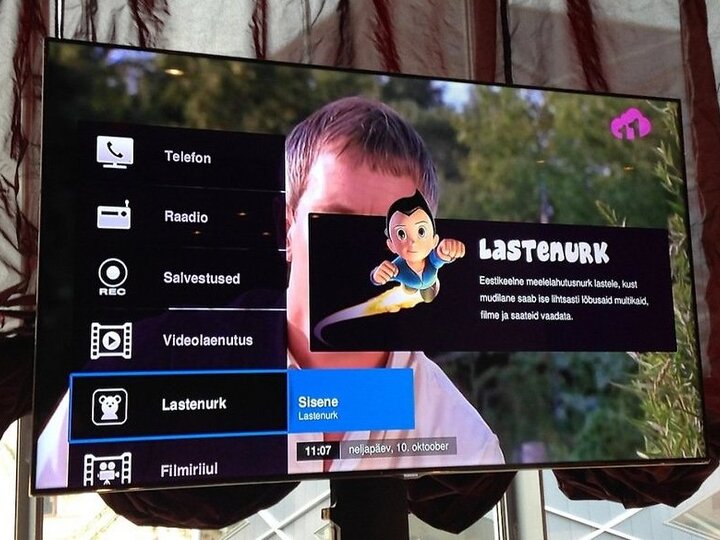 Telefon
Raadio
REC
Salvestused
Videolaenutus
Lastenurk
Sisene
Lastenurk
Filmiriiul
LASTENURK
Eestikeelne meelelahutusnurk lastele, kust
mudilane saab ise lihtsasti lõbusaid multikaid,
filme ja saateid vaadata.
11:07 neljapäev, 10. oktoober
11